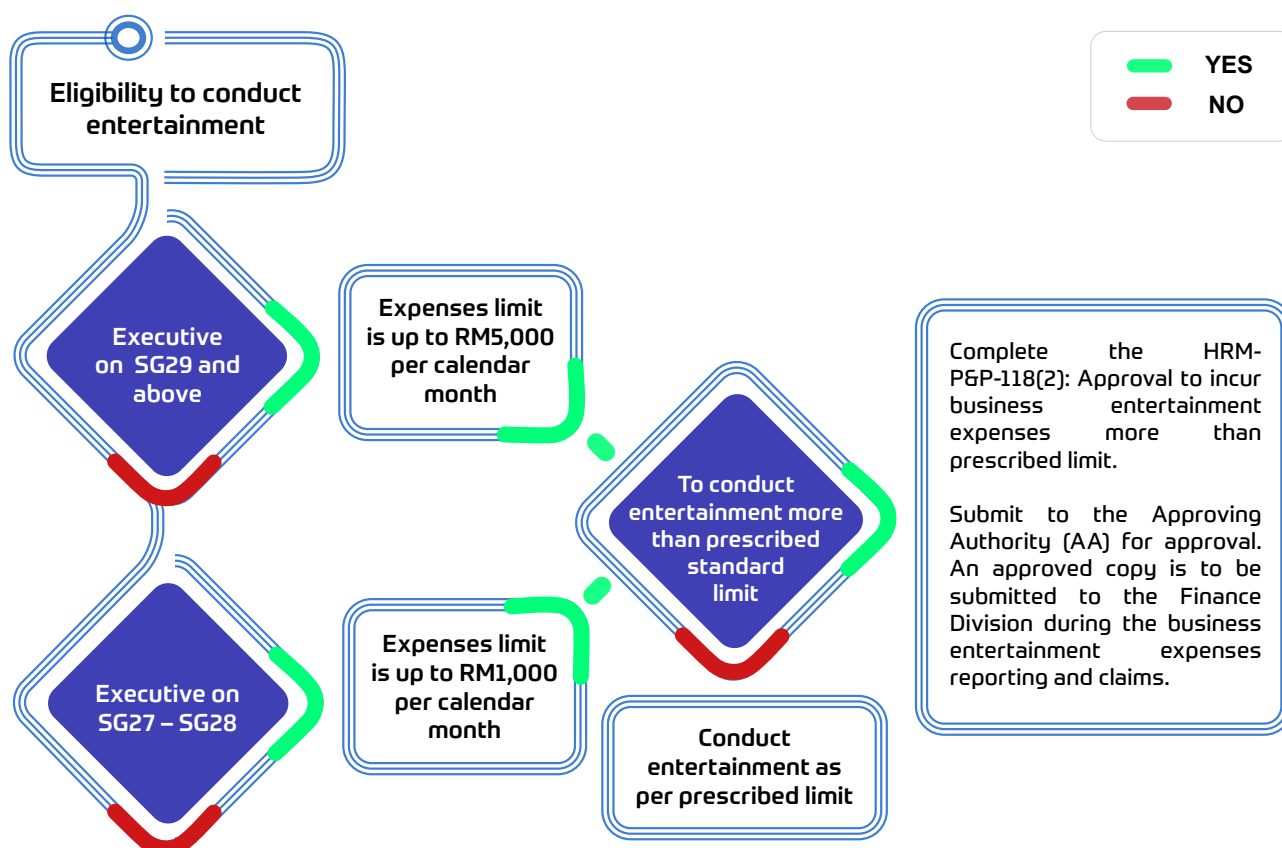 Eligibility to conduct
entertainment
YES
NO
Executive
on SG29 and
above
Expenses limit
is up to RM5,000
per calendar
month
To conduct
entertainment more
than prescribed
standard
limit
Complete the HRM-
P&P-118(2): Approval to incur
business entertainment
expenses more than
prescribed limit.
Submit to the Approving
Authority (AA) for approval.
An approved copy is to be
submitted to the Finance
Division during the business
entertainment expenses
reporting and claims.
Executive on
SG27 – SG28
Expenses limit
is up to RM1,000
per calendar
month
Conduct
entertainment as
per prescribed limit